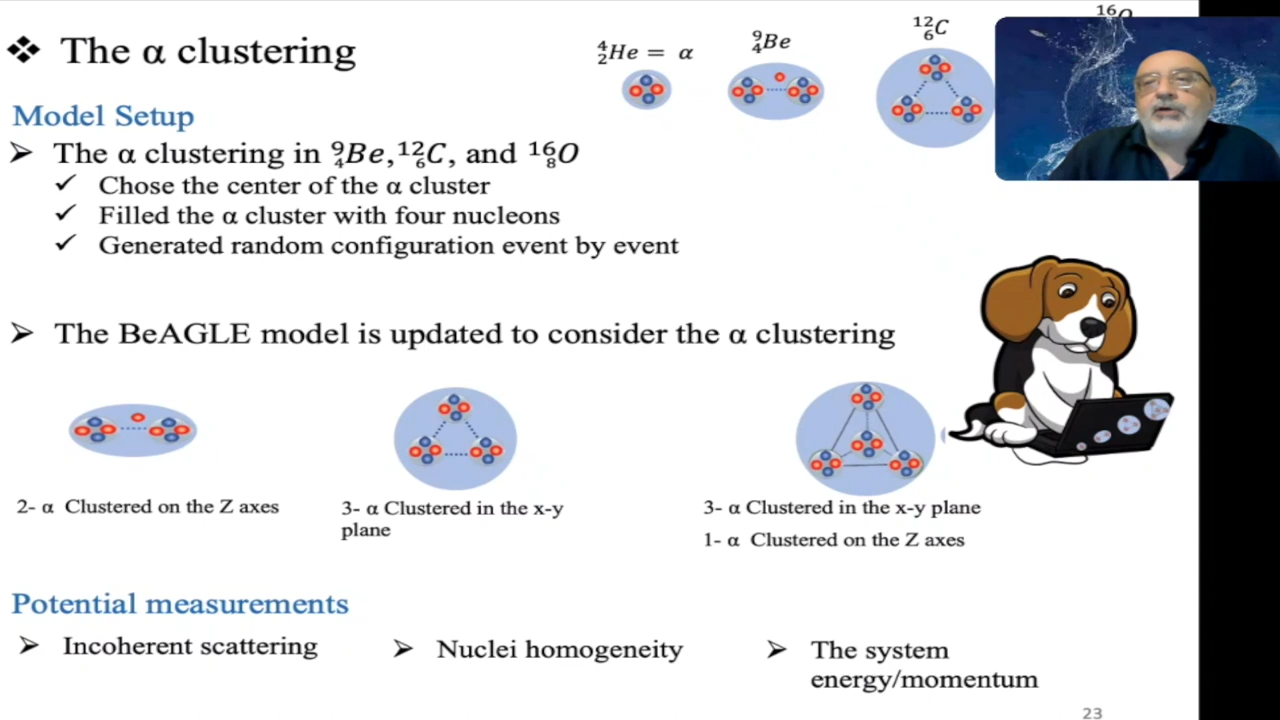 ❖ The α clustering
⁴₂He = α
⁹₄Be
¹²₆C
¹⁶O
Model Setup
➢ The α clustering in ⁹₄Be, ¹²₆C, and ¹⁶₈O
✓ Chose the center of the α cluster
✓ Filled the α cluster with four nucleons
✓ Generated random configuration event by event
➢ The BeAGLE model is updated to consider the α clustering
2- α Clustered on the Z axes
3- α Clustered in the x-y
plane
3- α Clustered in the x-y plane
1- α Clustered on the Z axes
Potential measurements
➢ Incoherent scattering
➢ Nuclei homogeneity
➢ The system
energy/momentum
23